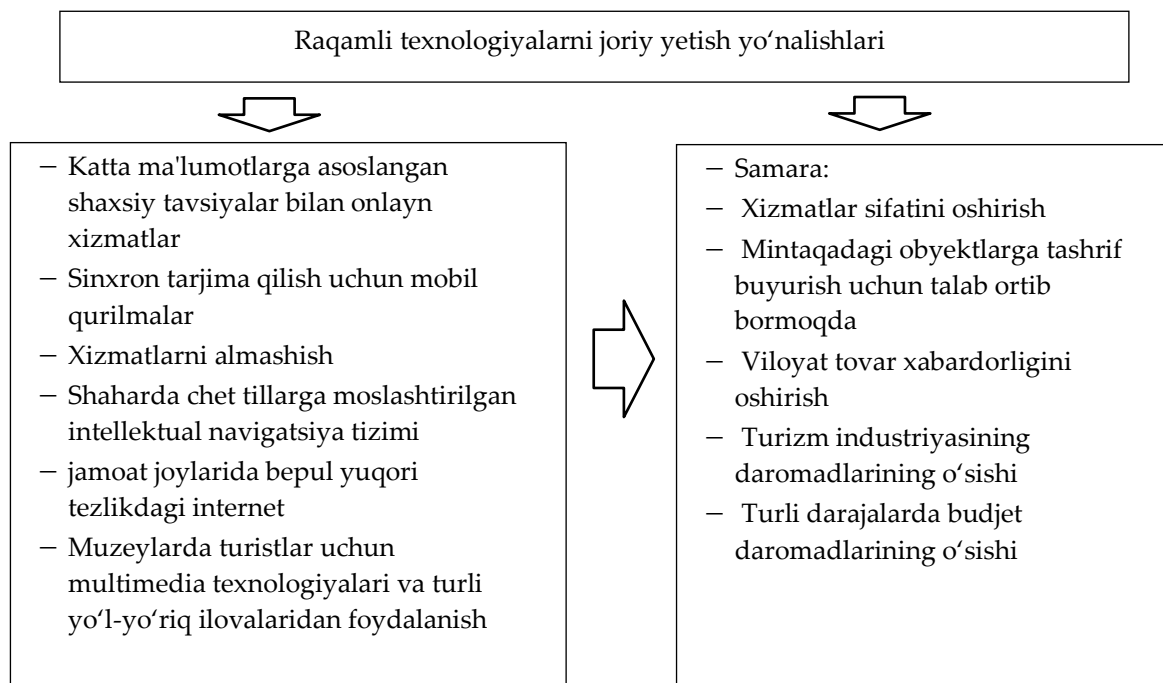 Raqamli texnologiyalarni joriy yetish yo‘nalishlari
– Katta ma'lumotlarga asoslangan
shaxsiy tavsiyalar bilan onlayn
xizmatlar
– Sinxron tarjima qilish uchun mobil
qurilmalar
– Xizmatlarni almashish
– Shaharda chet tillarga moslashtirilgan
intellektual navigatsiya tizimi
– jamoat joylarida bepul yuqori
tezlikdagi internet
– Muzeylarda turistlar uchun
multimedia texnologiyalari va turli
yo‘l-yo‘riq ilovalaridan foydalanish
– Samara:
– Xizmatlar sifatini oshirish
– Mintaqadagi obyektlarga tashrif
buyurish uchun talab ortib
bormoqda
– Viloyat tovar xabardorligini
oshirish
– Turizm industriyasining
daromadlarining o‘sishi
– Turli darajalarda budjet
daromadlarining o‘sishi